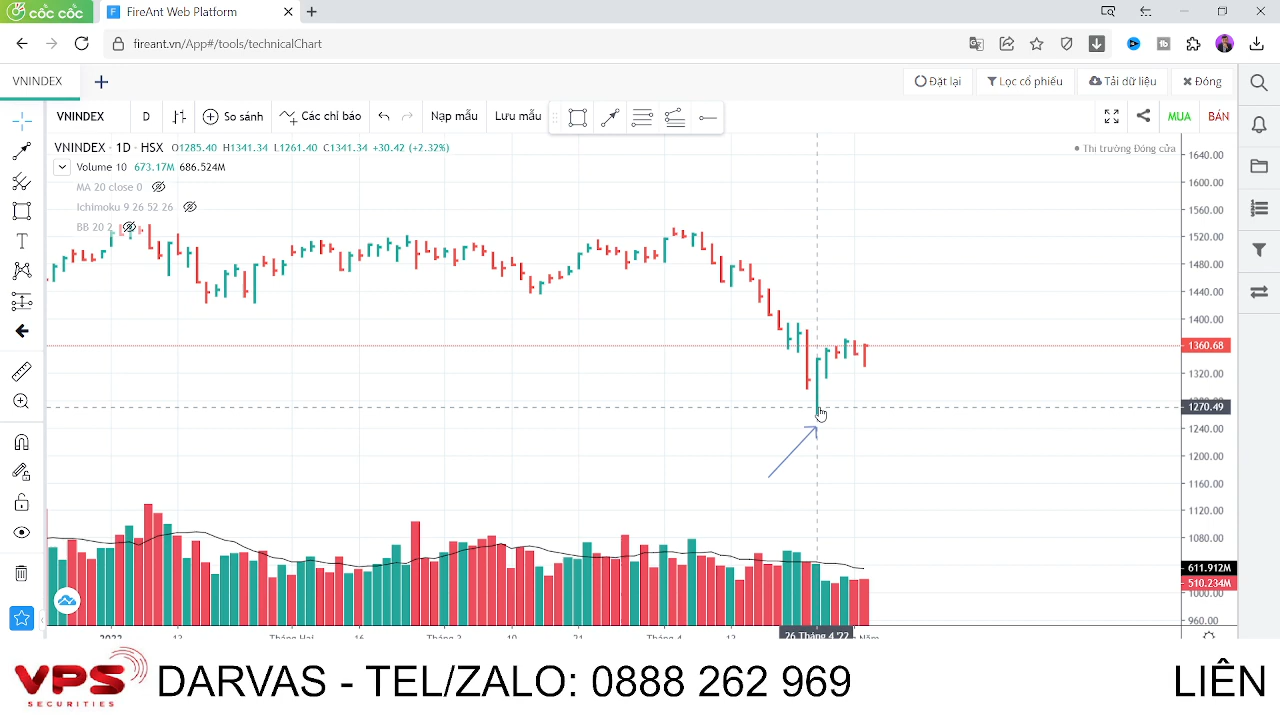 cốc cốc
FireAnt Web Platform
fireant.vn/App#/tools/technicalChart
VNINDEX
Đặt lại
Lọc cổ phiếu
Tải dữ liệu
Đóng
VNINDEX
D
So sánh
Các chỉ báo
Nạp mẫu
Lưu mẫu
MUA
BÁN
VNINDEX · 1D · HSX O1285.40 H1341.34 L1261.40 C1341.34 +30.42 (+2.32%)
Thị trường Đóng cửa
Volume 10 673.17M 686.524M
MA 20 close 0
Ichimoku 9 26 52 26
BB 20 2
1640.00
1600.00
1560.00
1520.00
1480.00
1440.00
1400.00
1360.68
1320.00
1270.49
1240.00
1200.00
1160.00
1120.00
1080.00
611.912M
510.234M
1000.00
960.00
2022
13
Tháng Hai
16
Tháng 3
10
21
Tháng 4
13
26 Tháng 4 '22
Năm
VPS
SECURITIES
DARVAS - TEL/ZALO: 0888 262 969
LIÊN